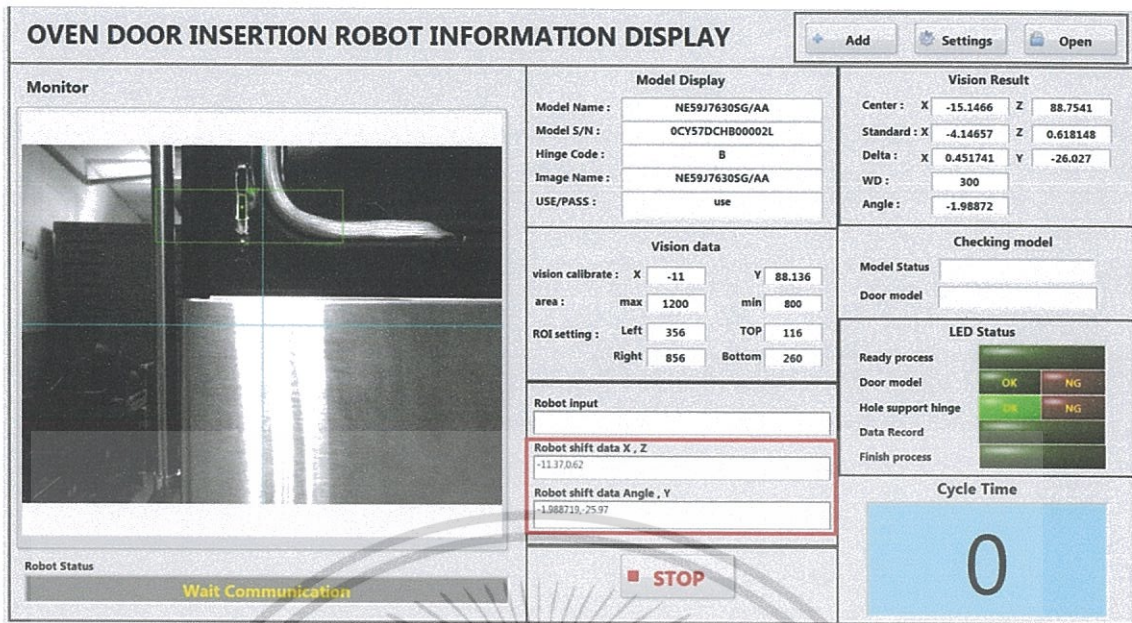 OVEN DOOR INSERTION ROBOT INFORMATION DISPLAY
Add
Settings
Open
Monitor
Robot Status
Wait Communication
Model Display
Model Name : NE59J7630SG/AA
Model S/N : 0CY57DCHB00002L
Hinge Code : B
Image Name : NE59J7630SG/AA
USE/PASS : use
Vision data
vision calibrate : X -11 Y 88.136
area : max 1200 min 800
ROI setting : Left 356 TOP 116
Right 856 Bottom 260
Robot input
Robot shift data X , Z
-11.37,0.62
Robot shift data Angle , Y
-1.988719,-25.97
STOP
Vision Result
Center : X -15.1466 Z 88.7541
Standard : X -4.14657 Z 0.618148
Delta : X 0.451741 Y -26.027
WD : 300
Angle : -1.98872
Checking model
Model Status
Door model
LED Status
Ready process
Door model OK NG
Hole support hinge OK NG
Data Record
Finish process
Cycle Time
0